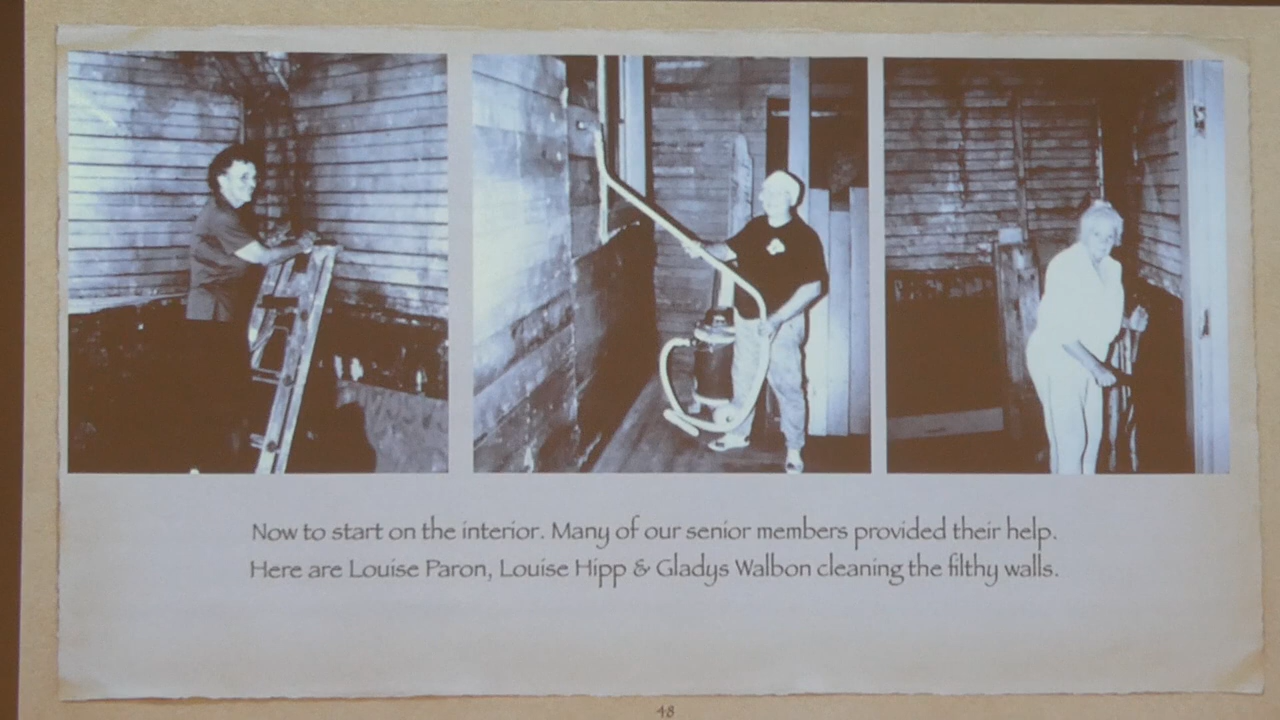 Now to start on the interior. Many of our senior members provided their help.
Here are Louise Paron, Louise Hipp & Gladys Walbon cleaning the filthy walls.
48